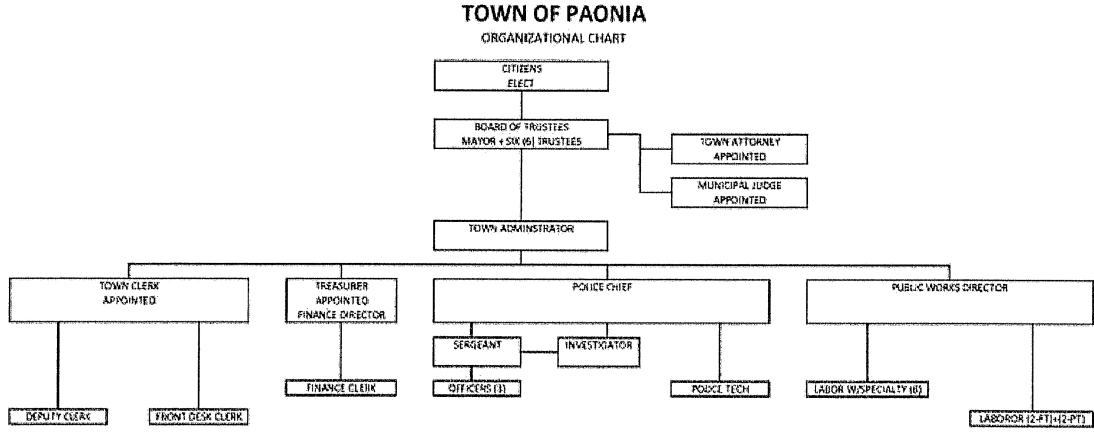 TOWN OF PAONIA
ORGANIZATIONAL CHART
CITIZENS
ELECT
BOARD OF TRUSTEES
MAYOR + SIX (6) TRUSTEES
TOWN ATTORNEY
APPOINTED
MUNICIPAL JUDGE
APPOINTED
TOWN ADMINSTRATOR
TOWN CLERK
APPOINTED
TREASURER
APPOINTED
FINANCE DIRECTOR
POLICE CHIEF
PUBLIC WORKS DIRECTOR
SERGEANT
INVESTIGATOR
FINANCE CLERK
OFFICERS (3)
POLICE TECH
LABOR W/SPECIALTY (6)
DEPUTY CLERK
FRONT DESK CLERK
LABOROR (2-FT)+(2-PT)